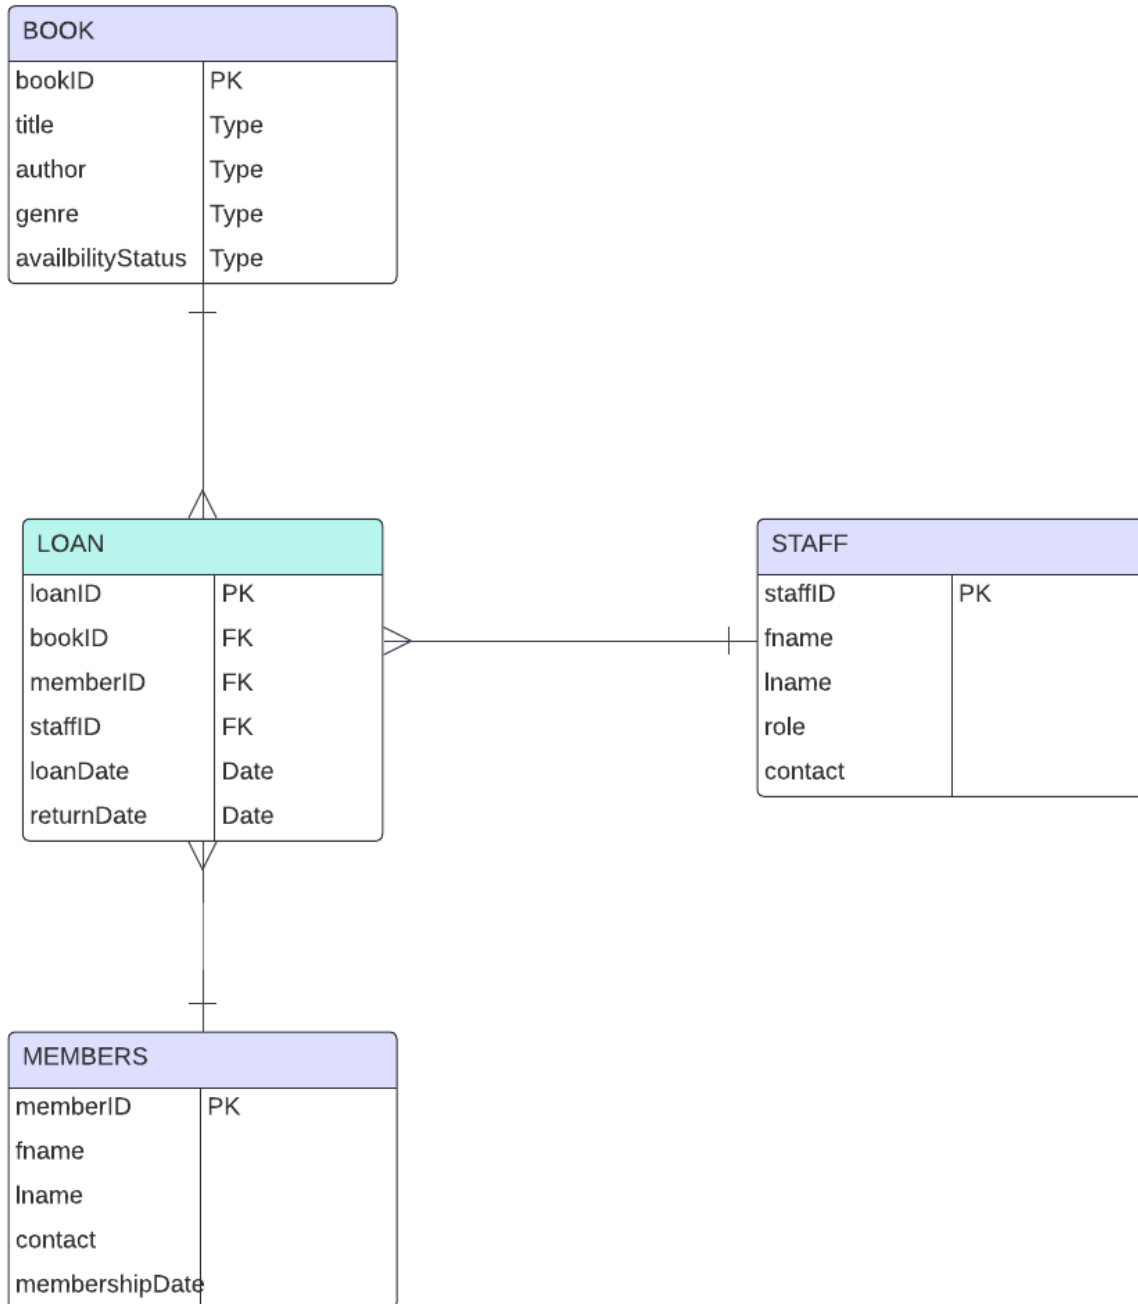 BOOK
bookID PK
title Type
author Type
genre Type
availbilityStatus Type
LOAN
loanID PK
bookID FK
memberID FK
staffID FK
loanDate Date
returnDate Date
STAFF
staffID PK
fname
lname
role
contact
MEMBERS
memberID PK
fname
lname
contact
membershipDate